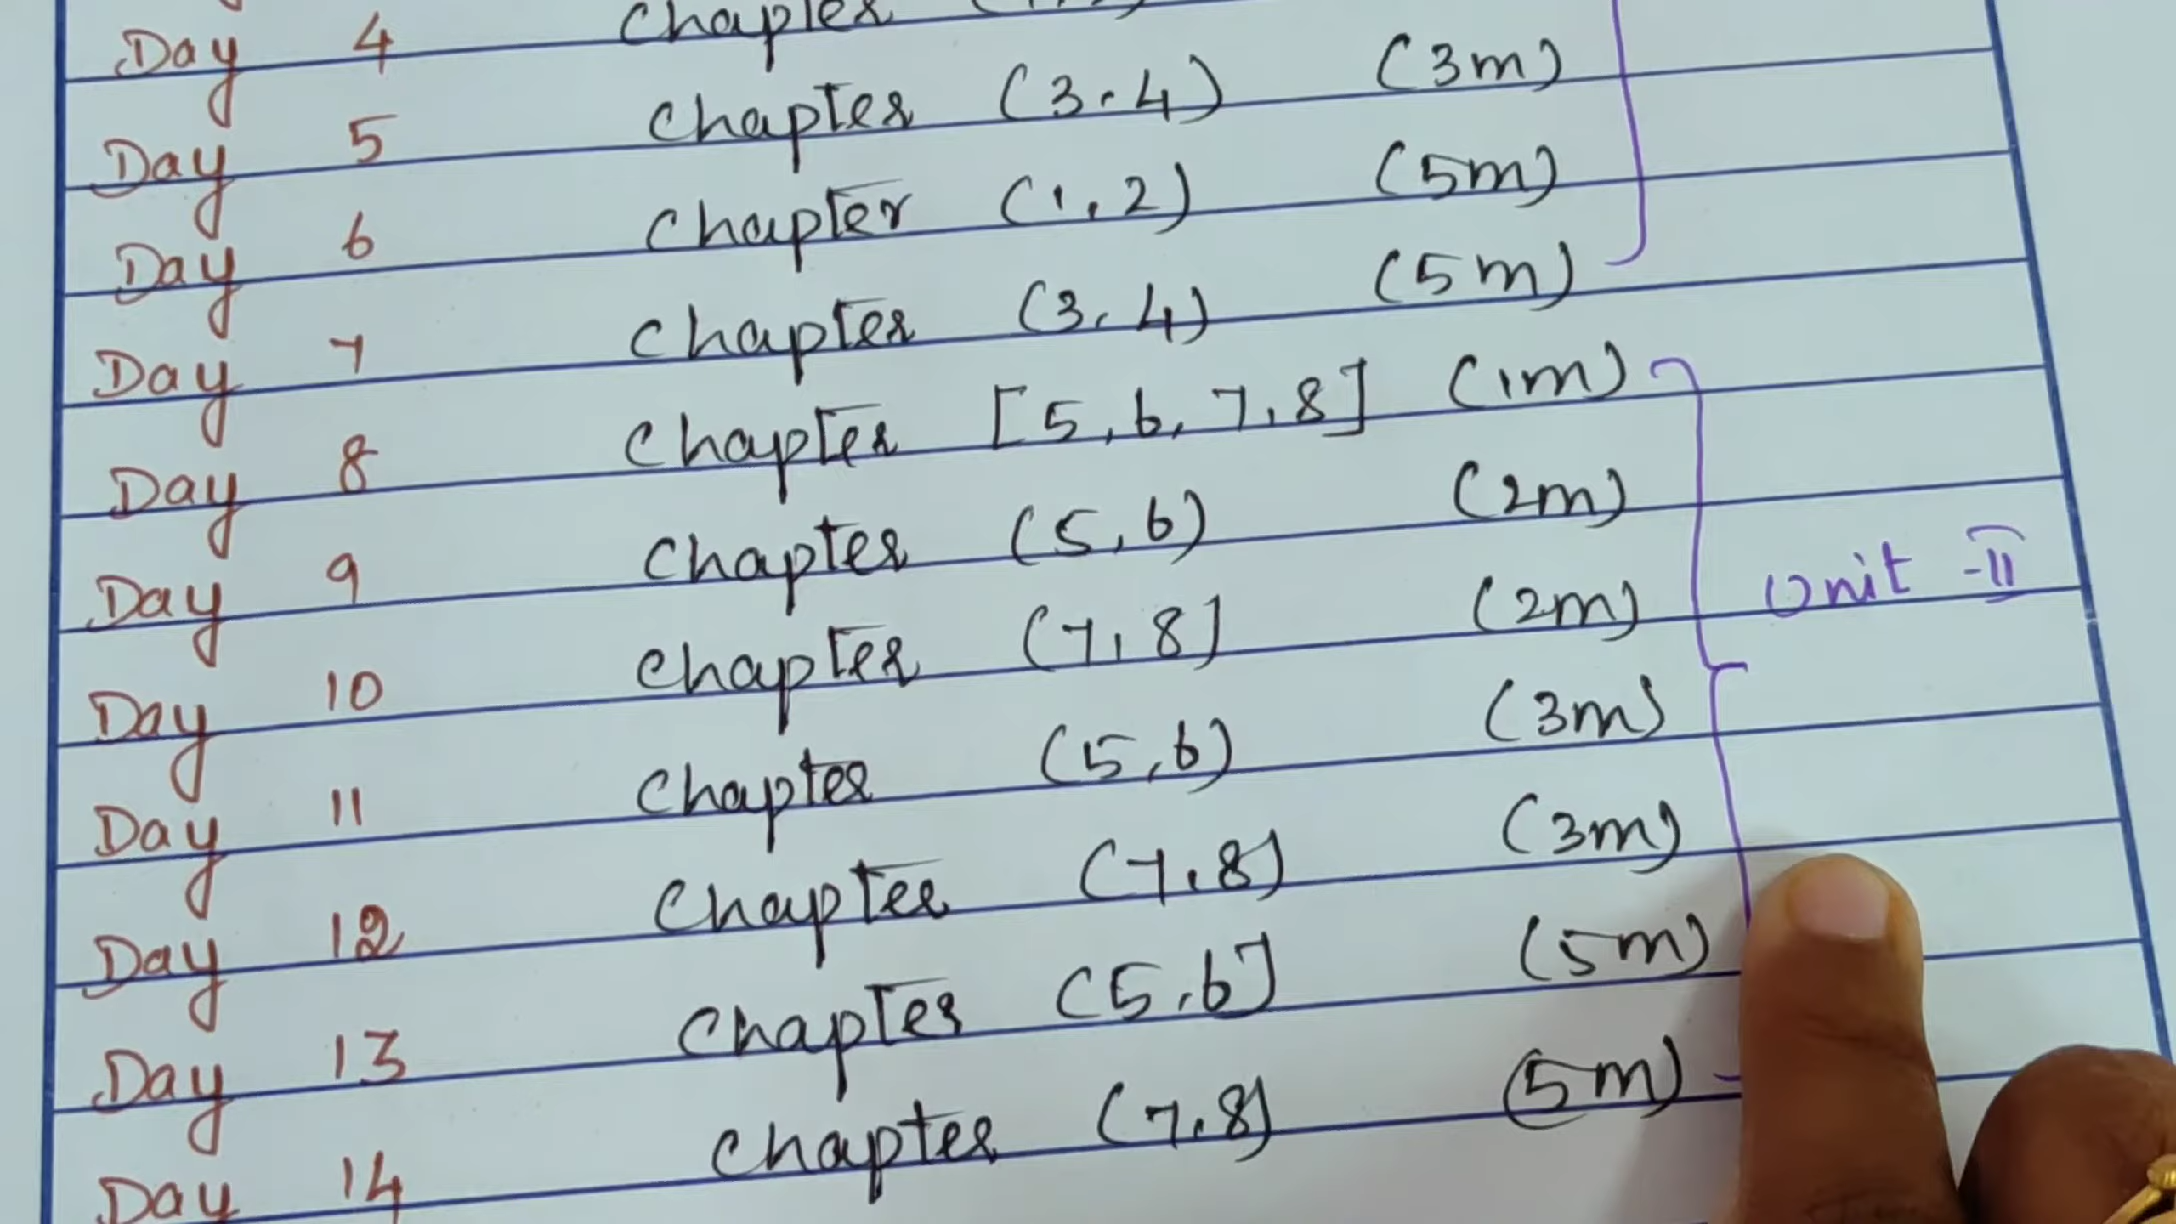 Day 4 Chapter
Day 5 Chapter (3.4) (3m)
Day 6 Chapter (1,2) (5m)
Day 7 Chapter (3,4) (5m)
Day 8 Chapter [5,6,7,8] (1m)
Day 9 Chapter (5,6) (2m)
Day 10 Chapter (7,8] (2m) Unit -II
Day 11 Chapter (5,6) (3m)
Day 12 Chapter (7,8] (3m)
Day 13 Chapter (5,6] (5m)
Day 14 Chapter (7,8) (5m)